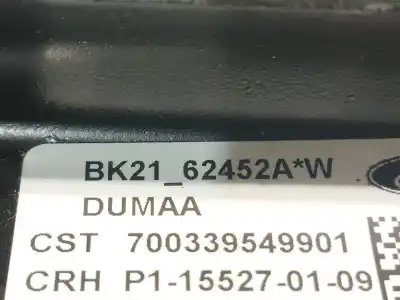 BK21_62452A*W
DUMAA
CST 700339549901
CRH P1-15527-01-09